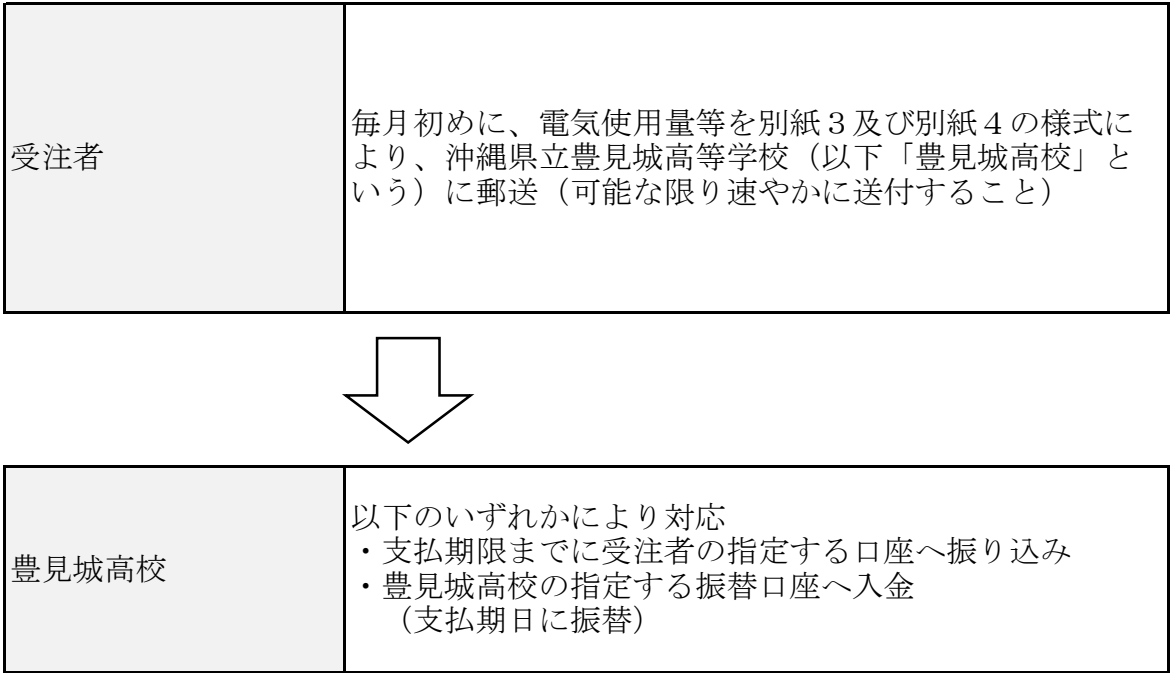 受注者
毎月初めに、電気使用量等を別紙３及び別紙４の様式に
より、沖縄県立豊見城高等学校（以下「豊見城高校」と
いう）に郵送（可能な限り速やかに送付すること）
豊見城高校
以下のいずれかにより対応
・支払期限までに受注者の指定する口座へ振り込み
・豊見城高校の指定する振替口座へ入金
（支払期日に振替）